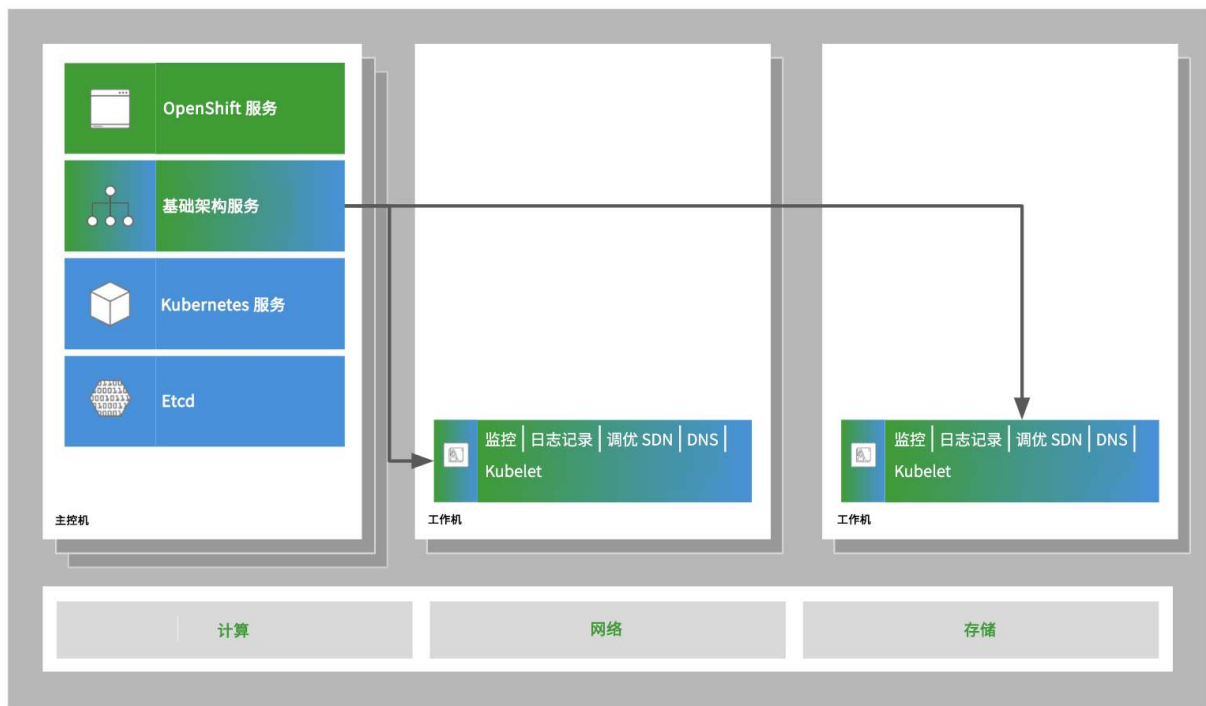 OpenShift 服务
基础架构服务
Kubernetes 服务
Etcd
主控机
监控 | 日志记录 | 调优 SDN | DNS |
Kubelet
工作机
监控 | 日志记录 | 调优 SDN | DNS |
Kubelet
工作机
计算
网络
存储